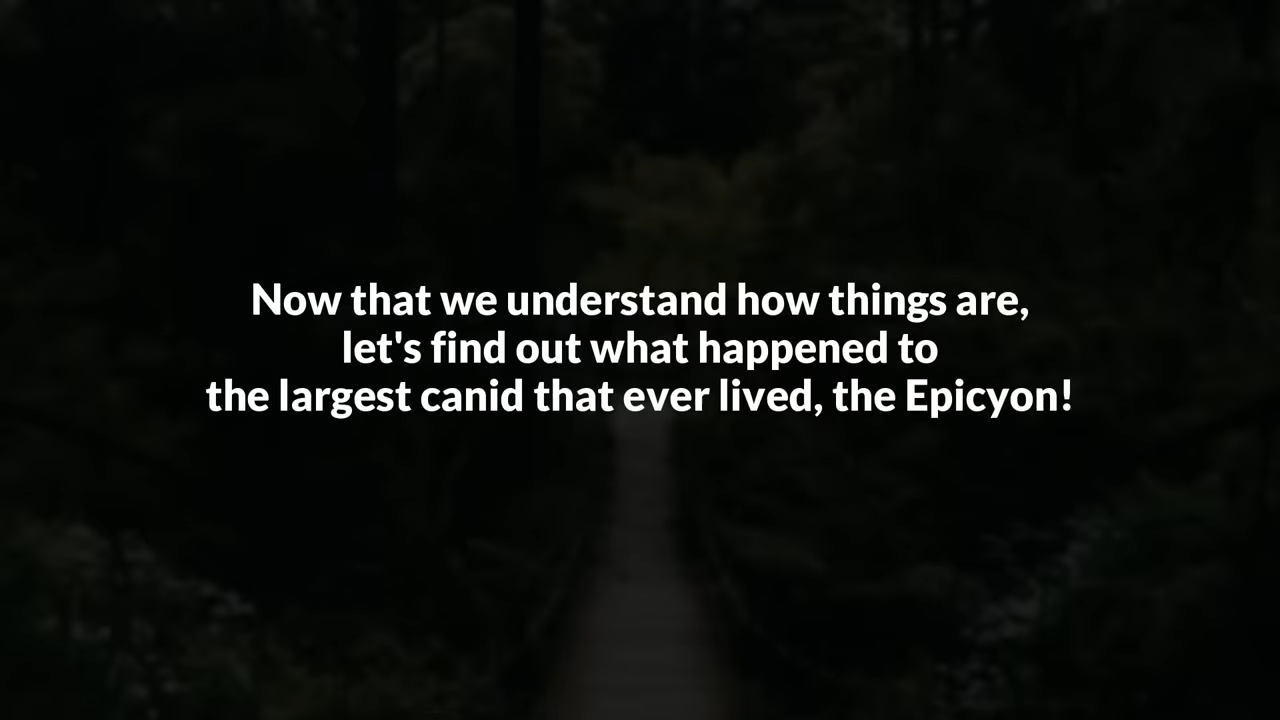 Now that we understand how things are,
let's find out what happened to
the largest canid that ever lived, the Epicyon!